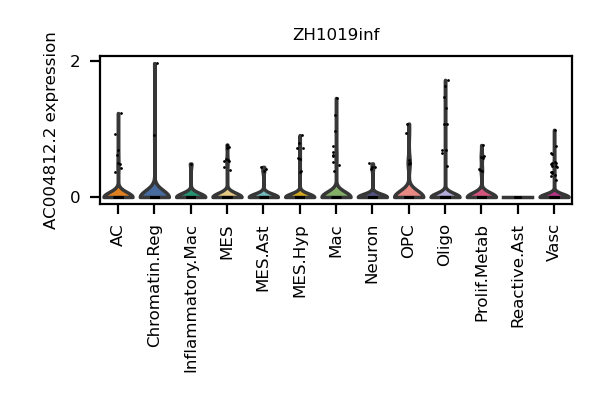 ZH1019inf
AC004812.2 expression
2
0
AC
Chromatin.Reg
Inflammatory.Mac
MES
MES.Ast
MES.Hyp
Mac
Neuron
OPC
Oligo
Prolif.Metab
Reactive.Ast
Vasc